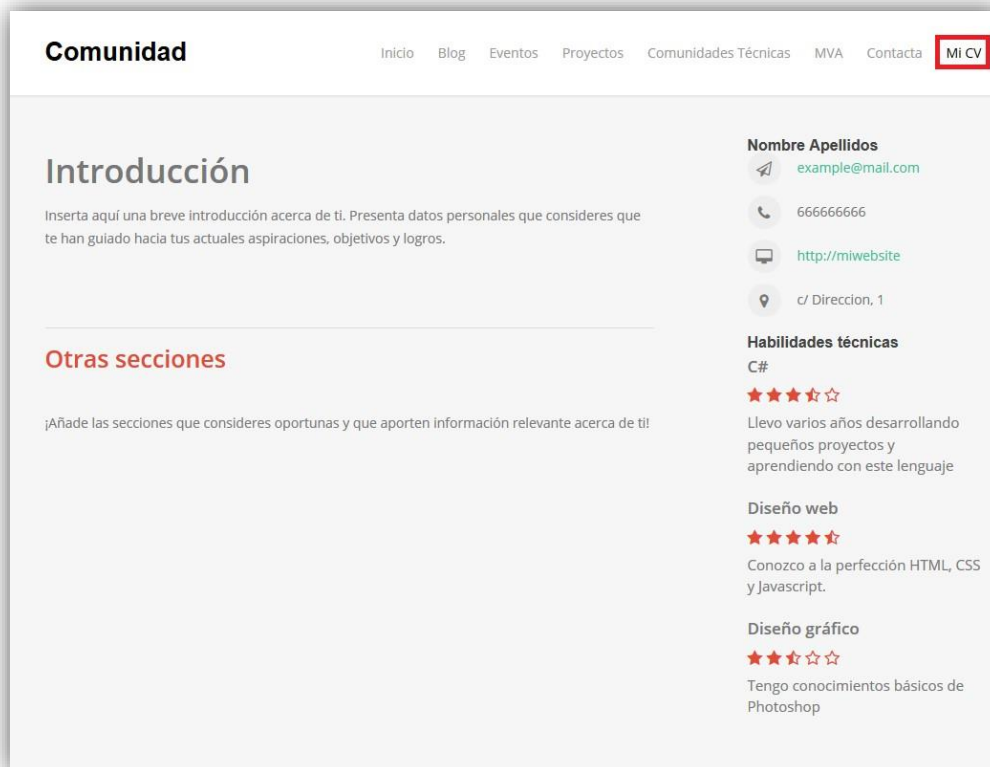 Comunidad
Inicio Blog Eventos Proyectos Comunidades Técnicas MVA Contacta Mi CV
Introducción
Inserta aquí una breve introducción acerca de ti. Presenta datos personales que consideres que
te han guiado hacia tus actuales aspiraciones, objetivos y logros.
Otras secciones
¡Añade las secciones que consideres oportunas y que aporten información relevante acerca de ti!
Nombre Apellidos
example@mail.com
666666666
http://miwebsite
c/ Direccion, 1
Habilidades técnicas
C#
Llevo varios años desarrollando
pequeños proyectos y
aprendiendo con este lenguaje
Diseño web
Conozco a la perfección HTML, CSS
y Javascript.
Diseño gráfico
Tengo conocimientos básicos de
Photoshop